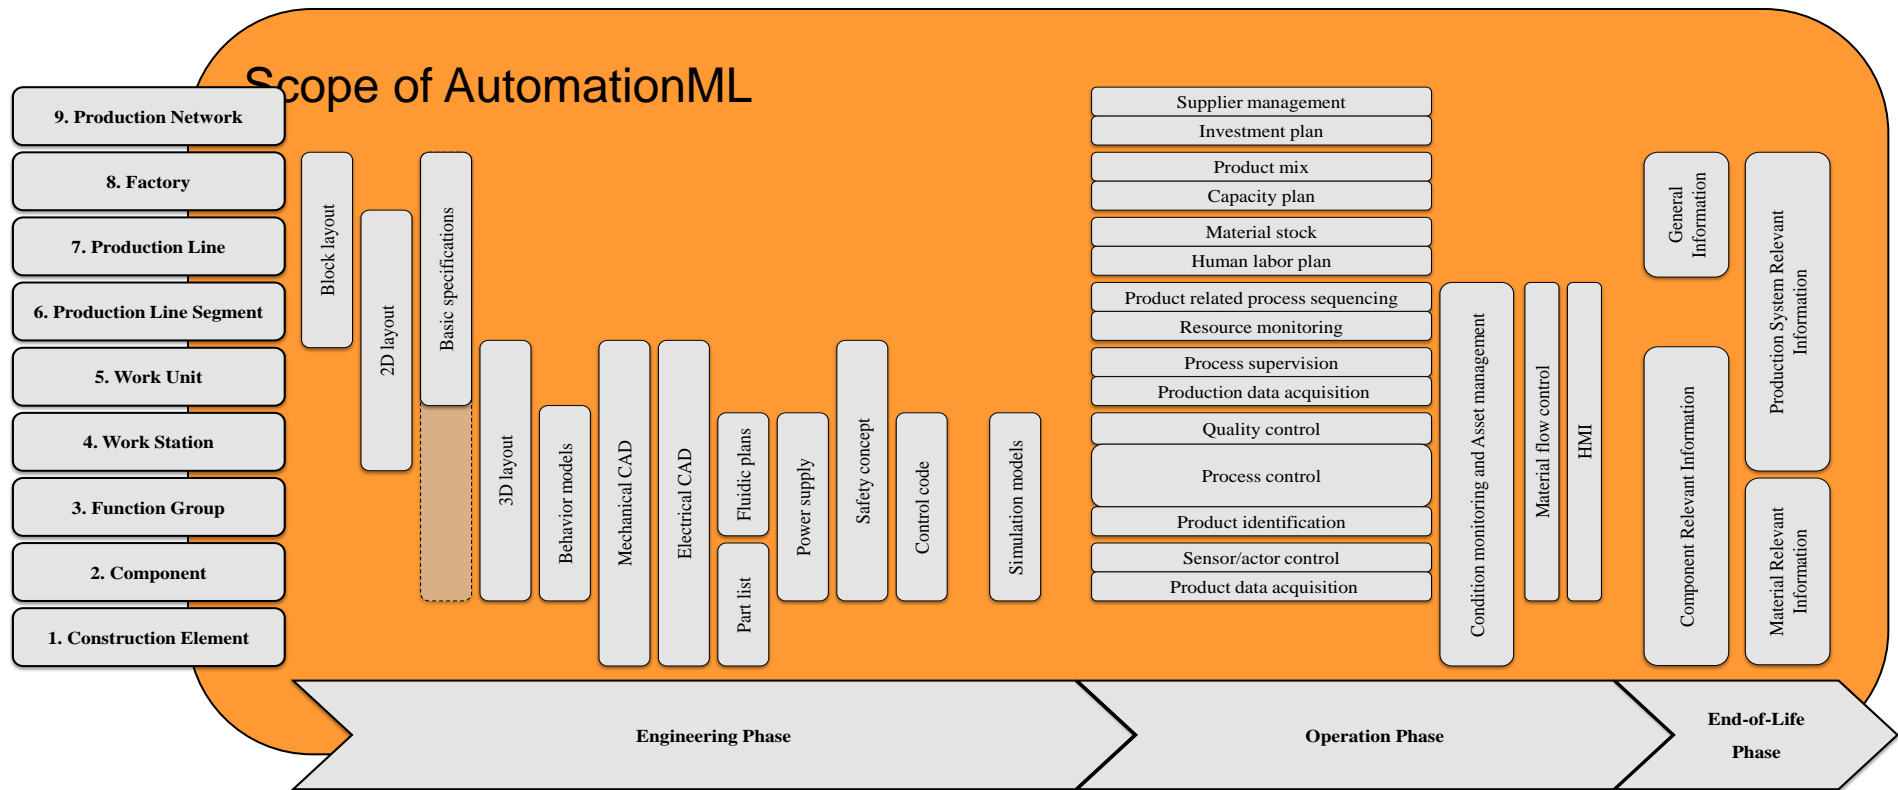 Scope of AutomationML
9. Production Network
8. Factory
7. Production Line
6. Production Line Segment
5. Work Unit
4. Work Station
3. Function Group
2. Component
1. Construction Element
Block layout
2D layout
Basic specifications
3D layout
Behavior models
Mechanical CAD
Electrical CAD
Fluidic plans
Part list
Power supply
Safety concept
Control code
Simulation models
Supplier management
Investment plan
Product mix
Capacity plan
Material stock
Human labor plan
Product related process sequencing
Resource monitoring
Process supervision
Production data acquisition
Quality control
Process control
Product identification
Sensor/actor control
Product data acquisition
Condition monitoring and Asset management
Material flow control
HMI
General
Information
Component Relevant Information
Production System Relevant
Information
Material Relevant
Information
Engineering Phase
Operation Phase
End-of-Life
Phase